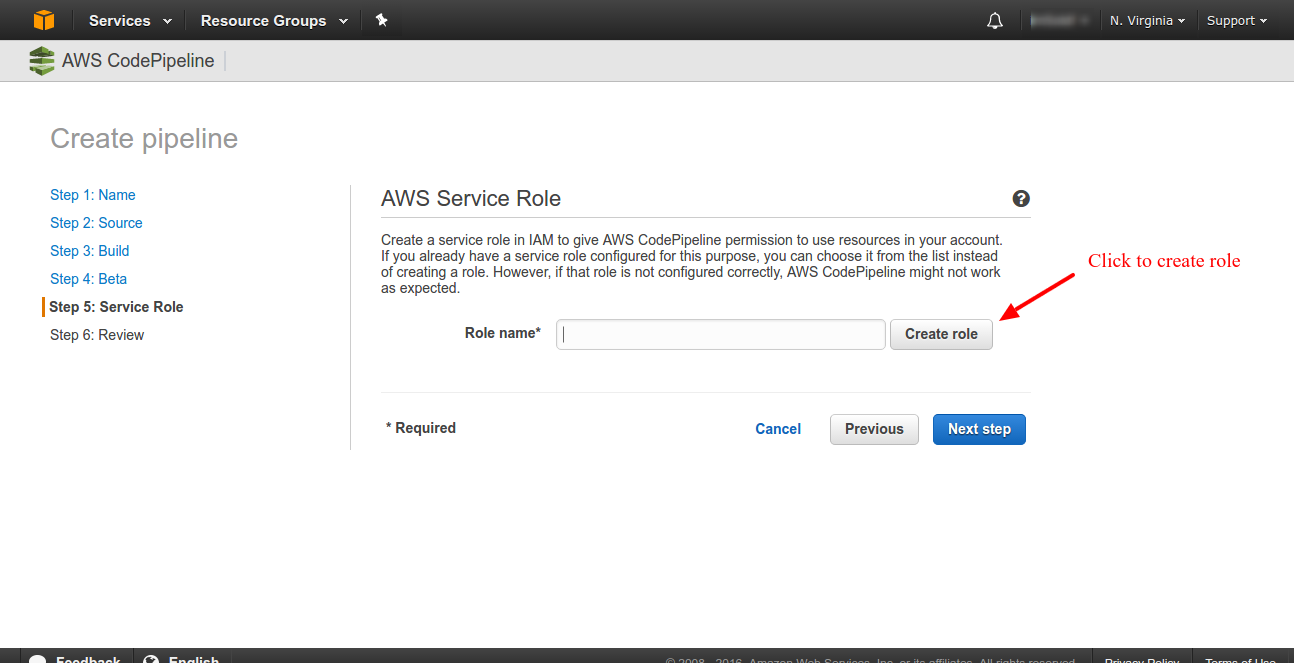 Services Resource Groups N. Virginia Support
AWS CodePipeline
Create pipeline
Step 1: Name
Step 2: Source
Step 3: Build
Step 4: Beta
Step 5: Service Role
Step 6: Review
AWS Service Role
?
Create a service role in IAM to give AWS CodePipeline permission to use resources in your account.
If you already have a service role configured for this purpose, you can choose it from the list instead
of creating a role. However, if that role is not configured correctly, AWS CodePipeline might not work
as expected.
Role name* Create role
Click to create role
* Required Cancel Previous Next step
Feedback English © 2008 - 2016, Amazon Web Services, Inc. or its affiliates. All rights reserved. Privacy Policy Terms of Use